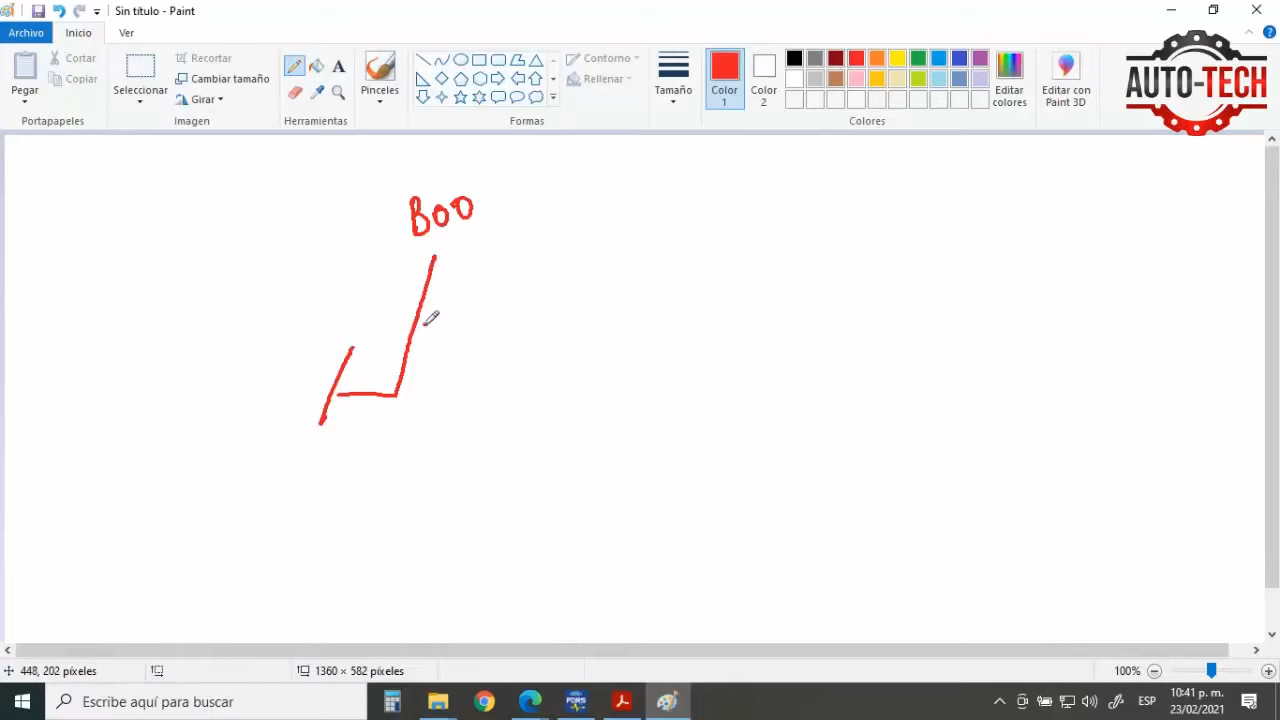 Sin título - Paint
Archivo Inicio Ver
Pegar Cortar Copiar
Portapapeles
Seleccionar Recortar Cambiar tamaño Girar
Imagen
Herramientas
Pinceles
Contorno
Rellenar
Formas
Tamaño
Color 1
Color 2
Editar colores
Colores
Editar con Paint 3D
AUTO-TECH
BOO
448, 202 píxeles
1360 × 582 píxeles
100%
Escribe aquí para buscar
FDRS
ESP
10:41 p. m.
23/02/2021